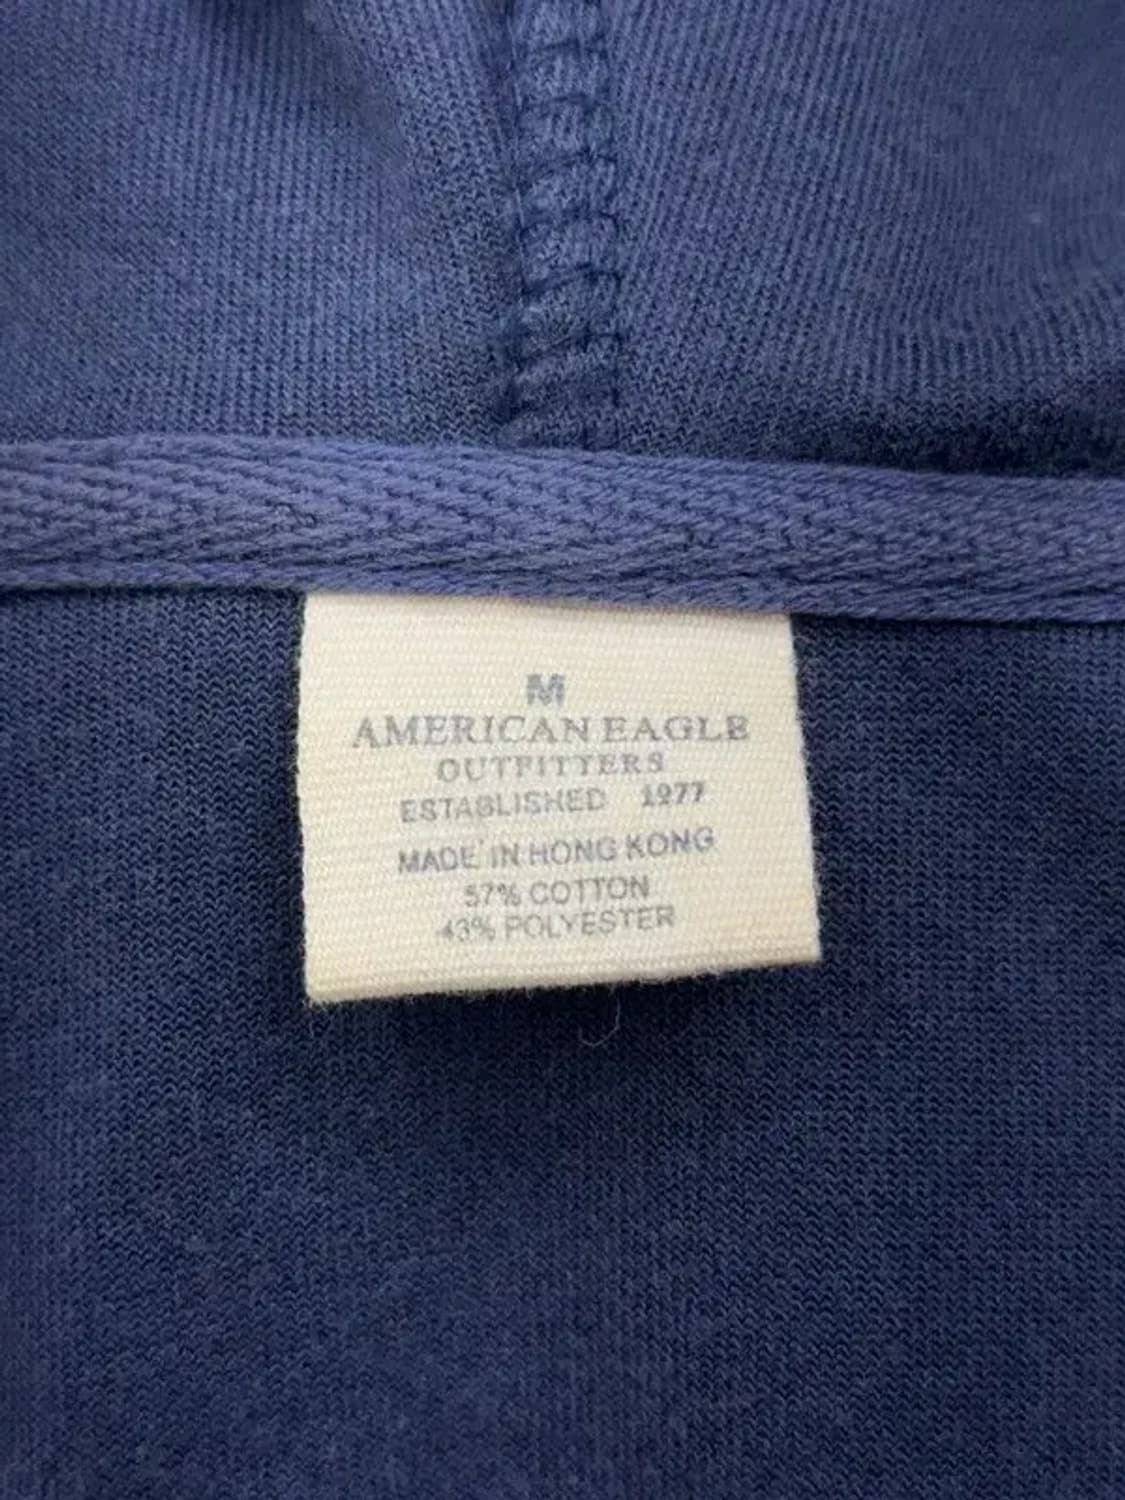 M
AMERICAN EAGLE
OUTFITTERS
ESTABLISHED 1977
MADE IN HONG KONG
57% COTTON
43% POLYESTER